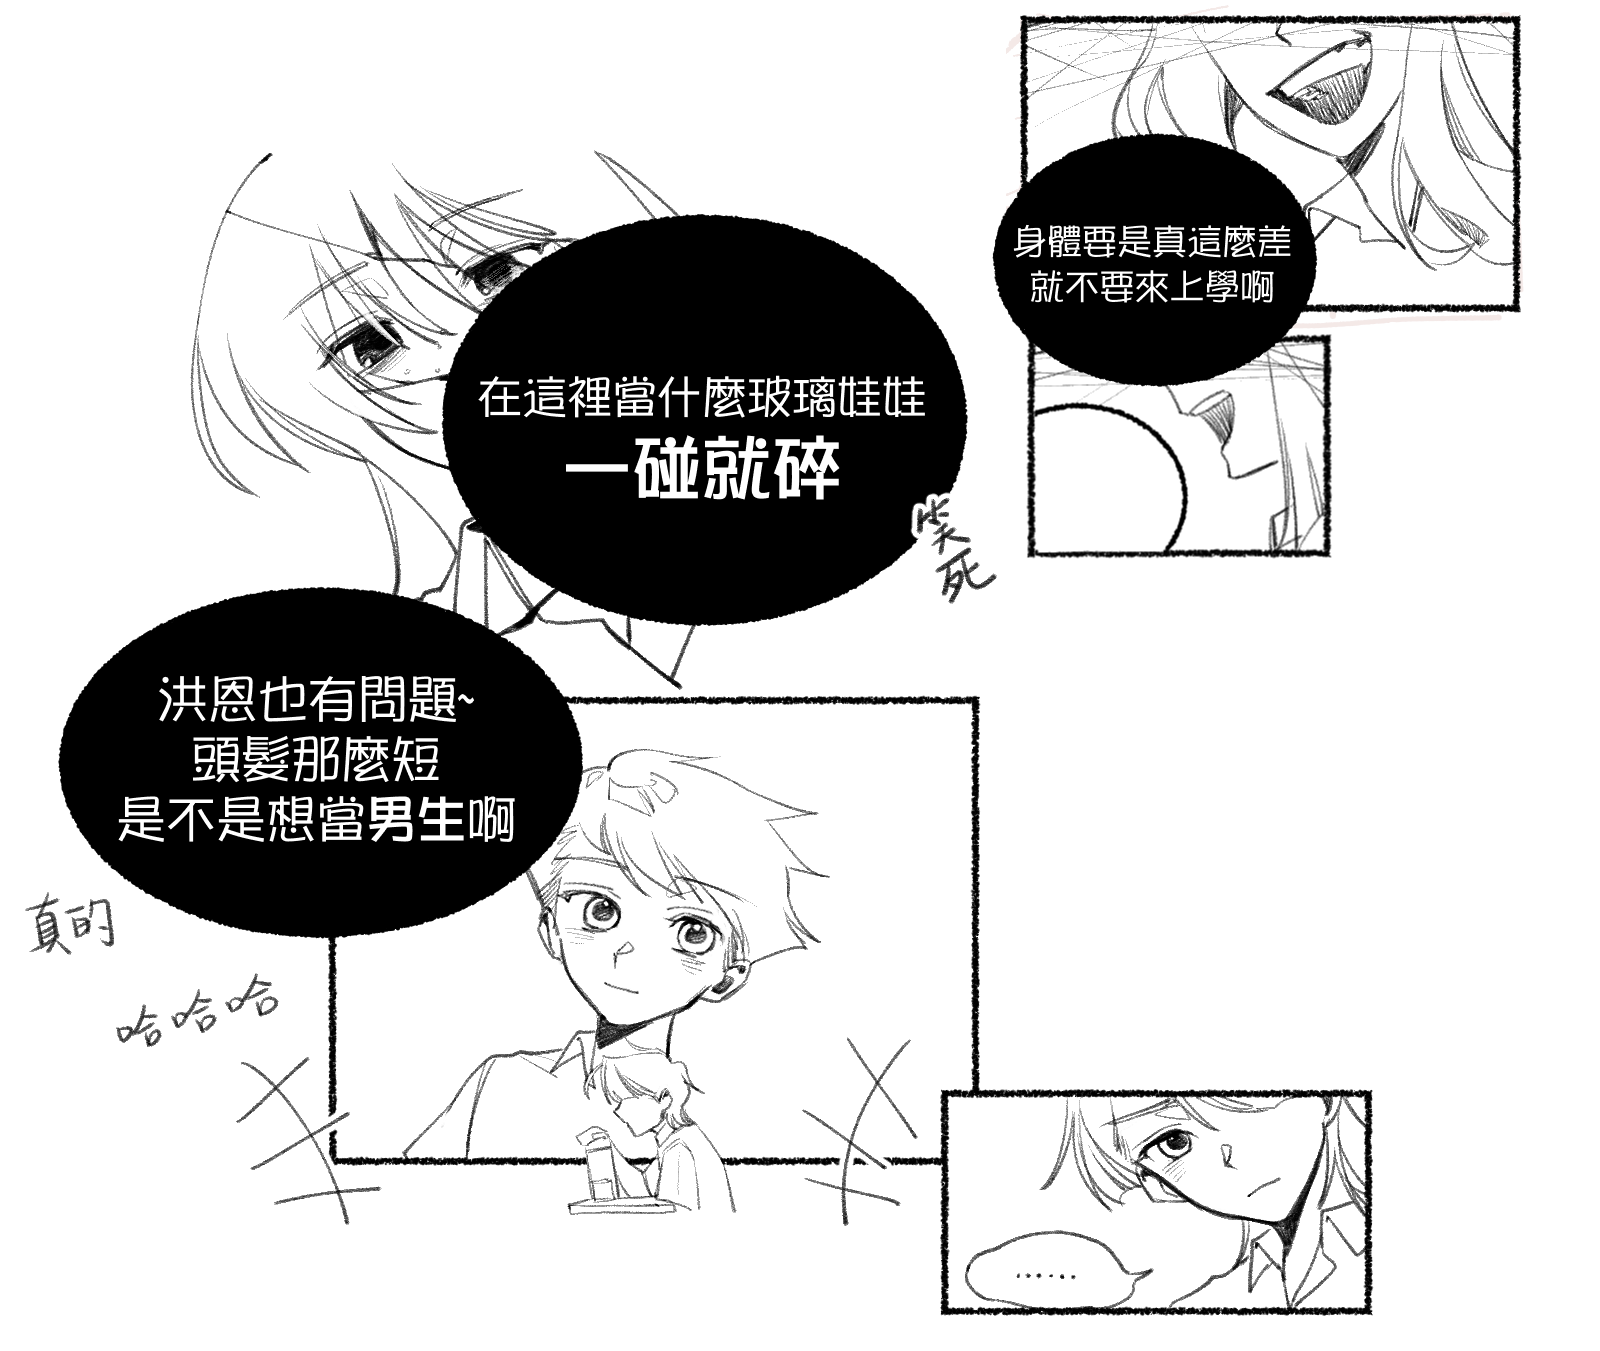 身體要是真這麼差
就不要來上學啊
在這裡當什麼玻璃娃娃
一碰就碎
笑死
洪恩也有問題~
頭髮那麼短
是不是想當男生啊
真的
哈哈哈
......